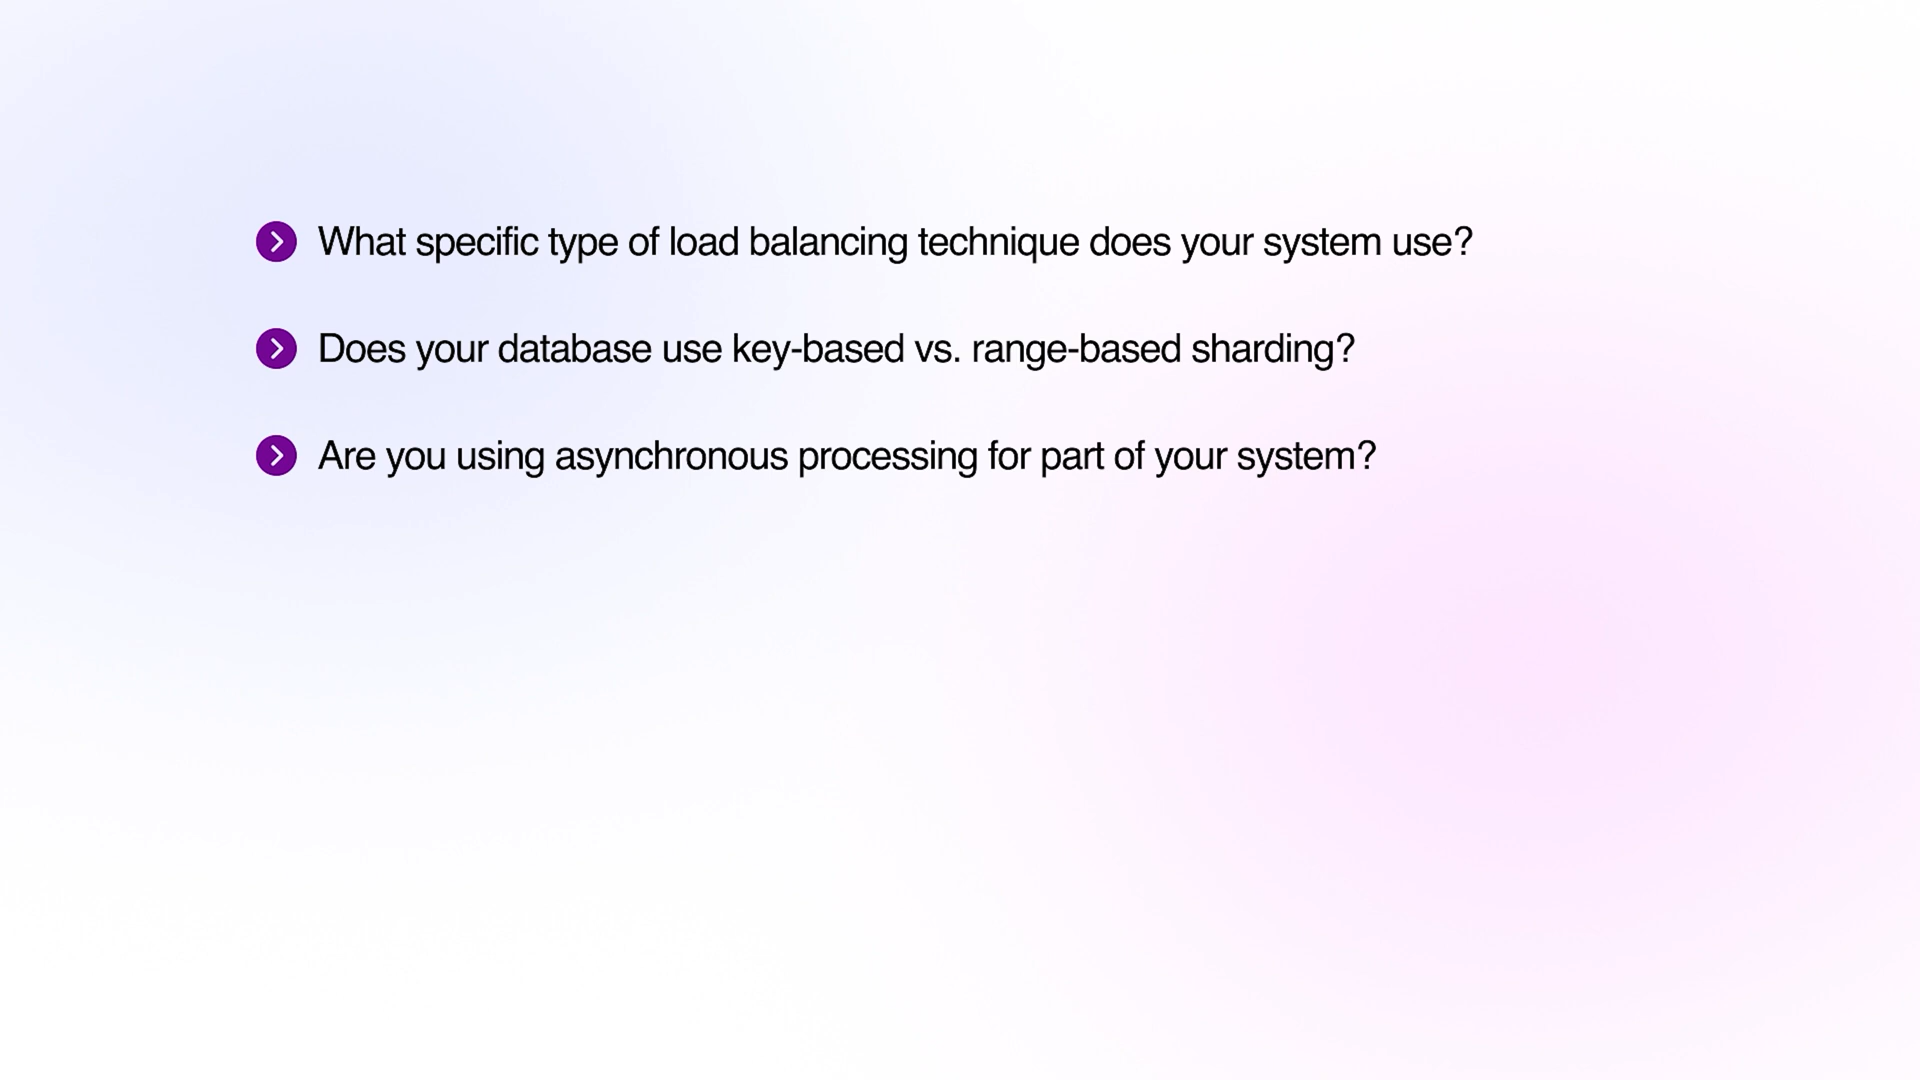 What specific type of load balancing technique does your system use?
Does your database use key-based vs. range-based sharding?
Are you using asynchronous processing for part of your system?